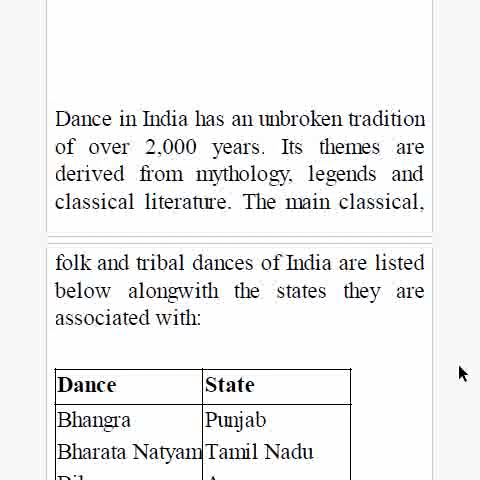 Dance in India has an unbroken tradition
of over 2,000 years. Its themes are
derived from mythology, legends and
classical literature. The main classical,
folk and tribal dances of India are listed
below alongwith the states they are
associated with:
Dance State
Bhangra Punjab
Bharata Natyam Tamil Nadu